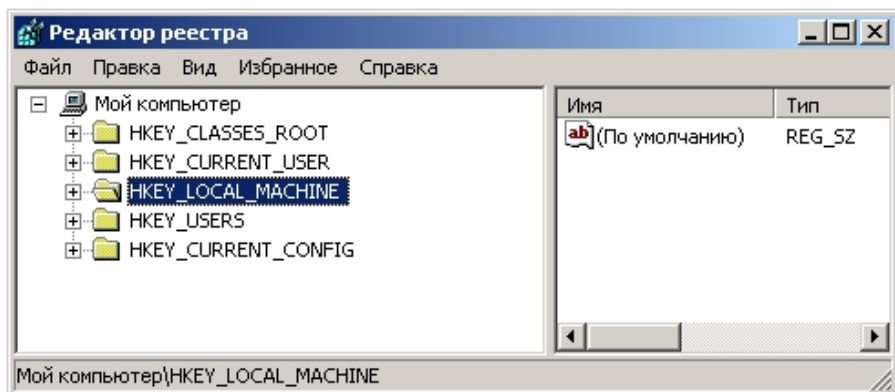 Редактор реестра
Файл Правка Вид Избранное Справка
Мой компьютер
HKEY_CLASSES_ROOT
HKEY_CURRENT_USER
HKEY_LOCAL_MACHINE
HKEY_USERS
HKEY_CURRENT_CONFIG
Имя Тип
ab (По умолчанию) REG_SZ
Мой компьютер\HKEY_LOCAL_MACHINE